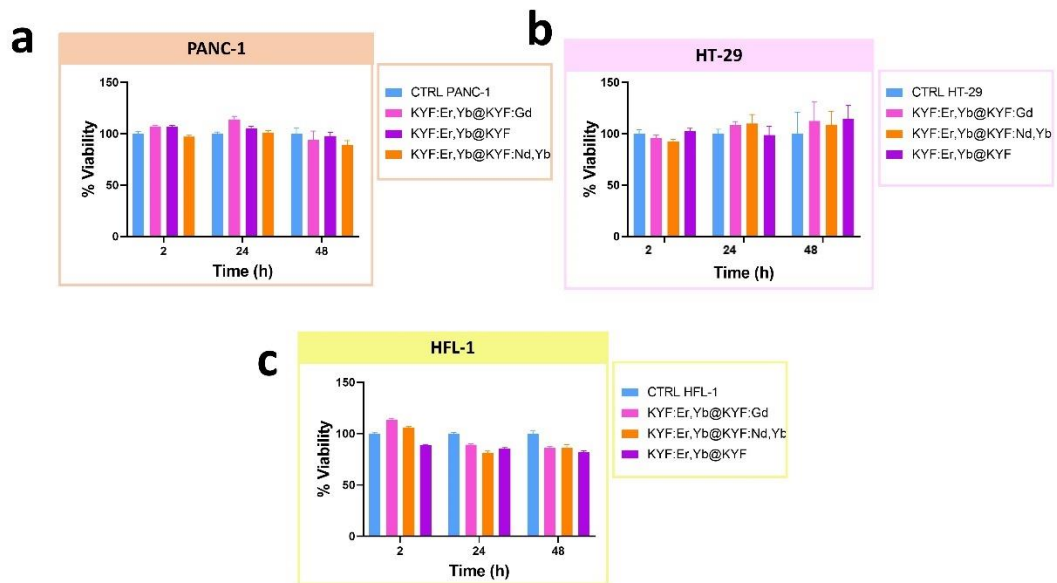 a
PANC-1
% Viability
150
100
50
0
2
24
48
Time (h)
CTRL PANC-1
KYF:Er,Yb@KYF:Gd
KYF:Er,Yb@KYF
KYF:Er,Yb@KYF:Nd,Yb
b
HT-29
% Viability
150
100
50
0
2
24
48
Time (h)
CTRL HT-29
KYF:Er,Yb@KYF:Gd
KYF:Er,Yb@KYF:Nd,Yb
KYF:Er,Yb@KYF
c
HFL-1
% Viability
150
100
50
0
2
24
48
Time (h)
CTRL HFL-1
KYF:Er,Yb@KYF:Gd
KYF:Er,Yb@KYF:Nd,Yb
KYF:Er,Yb@KYF